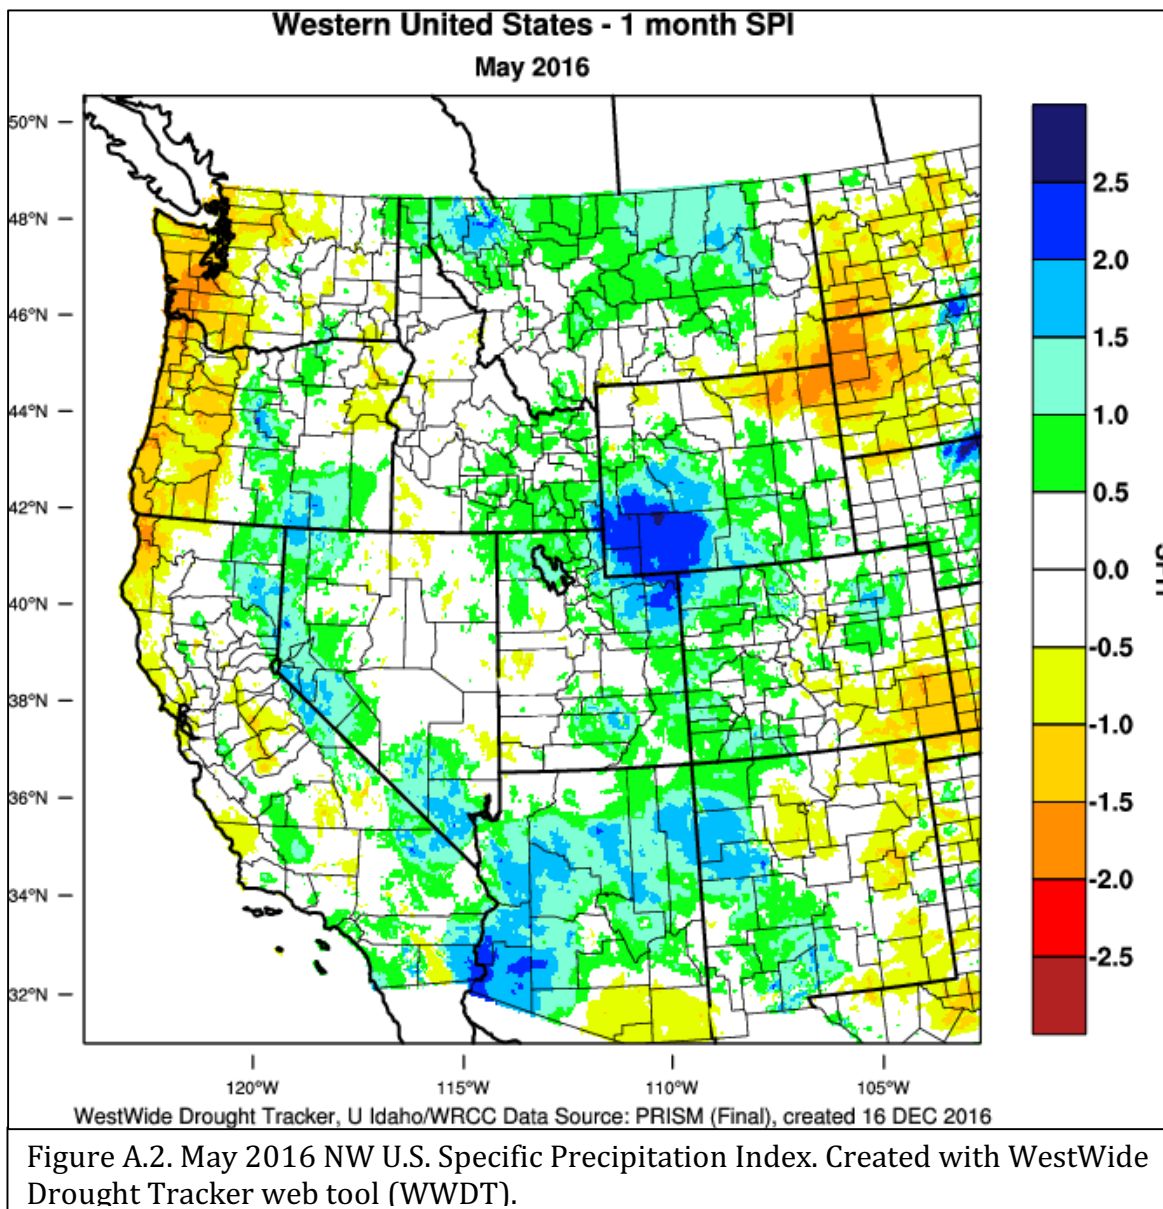 Western United States - 1 month SPI
May 2016
50°N
48°N
46°N
44°N
42°N
40°N
38°N
36°N
34°N
32°N
120°W
115°W
110°W
105°W
2.5
2.0
1.5
1.0
0.5
0.0
-0.5
-1.0
-1.5
-2.0
-2.5
WestWide Drought Tracker, U Idaho/WRCC Data Source: PRISM (Final), created 16 DEC 2016
Figure A.2. May 2016 NW U.S. Specific Precipitation Index. Created with WestWide
Drought Tracker web tool (WWDT).